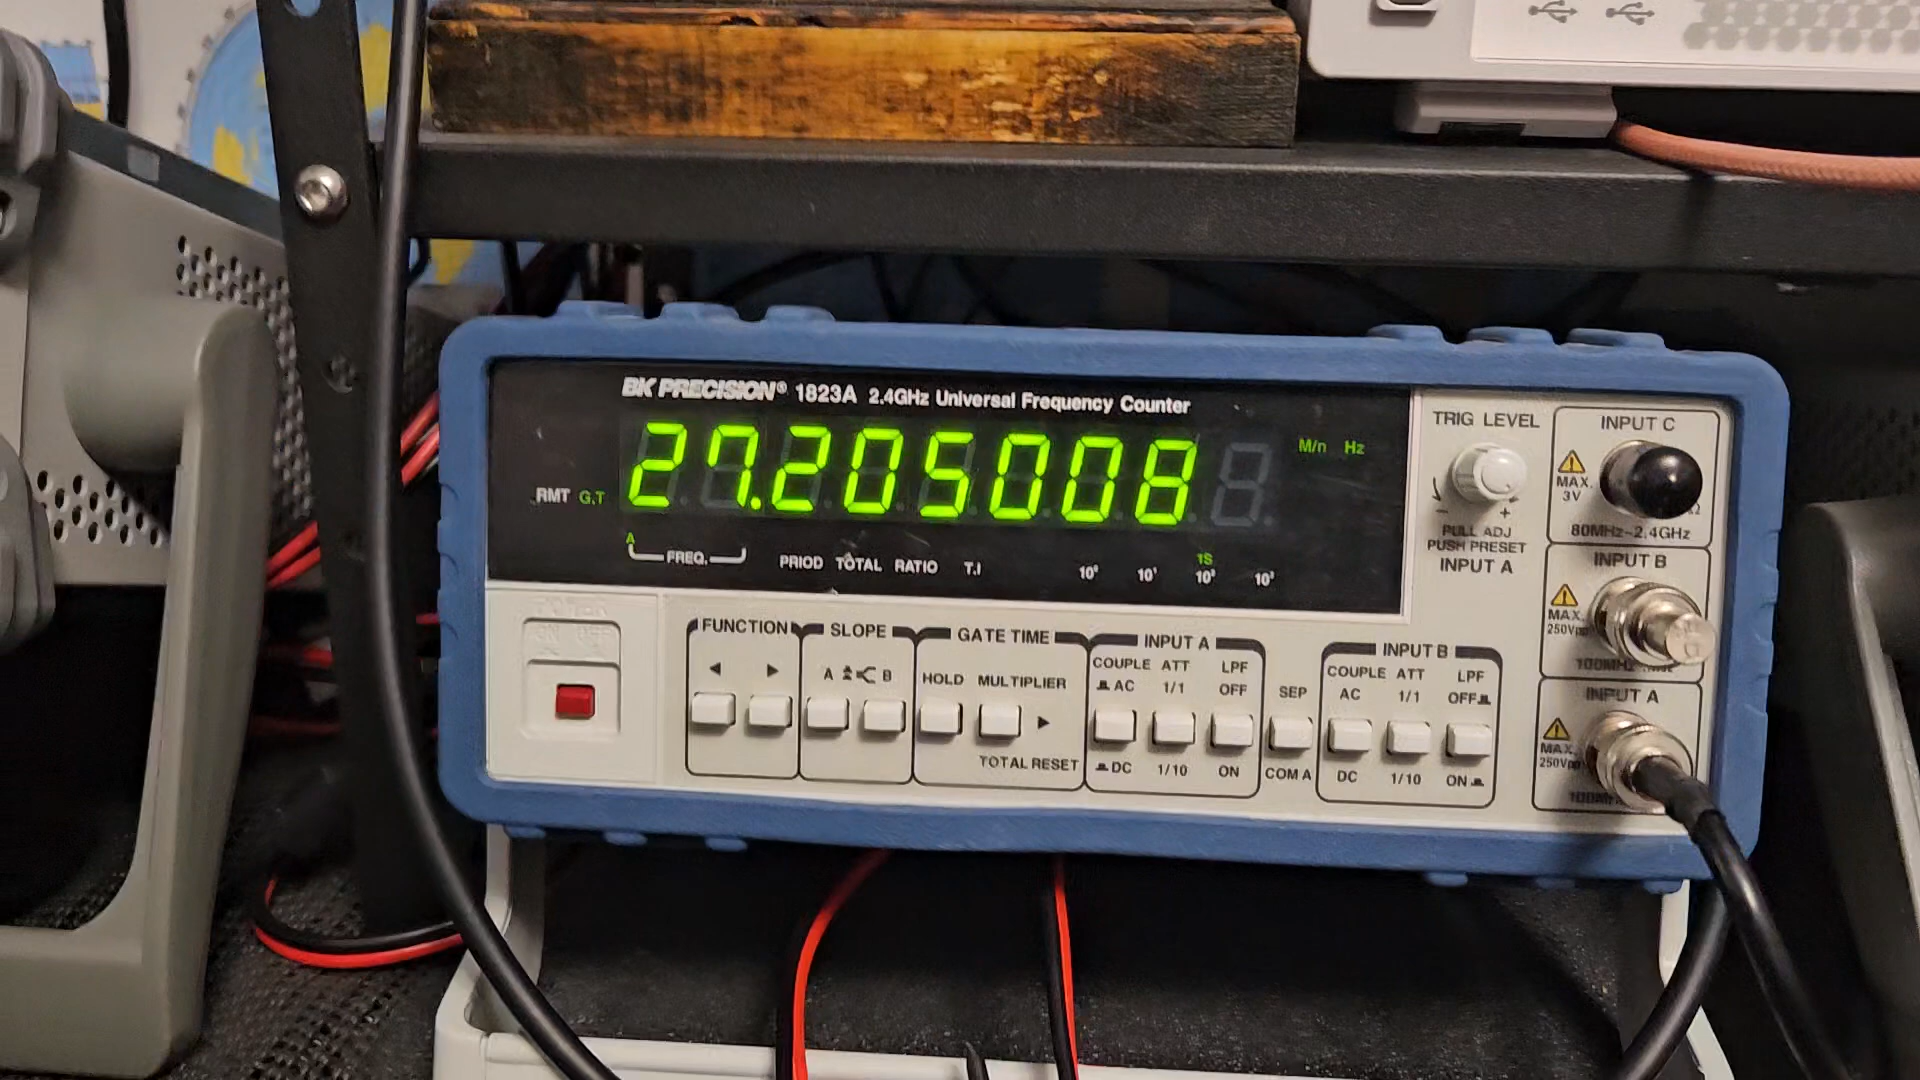 BK PRECISION® 1823A 2.4GHz Universal Frequency Counter
27.205008
M/n Hz
RMT G,T
A
FREQ. PRIOD TOTAL RATIO T.I
1S
10⁰ 10¹ 10² 10³
TRIG LEVEL
- +
PULL ADJ
PUSH PRESET
INPUT A
INPUT C
MAX.
3V
80MHz~2.4GHz
INPUT B
MAX.
250Vpp
100MHz
INPUT A
MAX.
250Vpp
FUNCTION
SLOPE
A B
GATE TIME
HOLD MULTIPLIER
TOTAL RESET
INPUT A
COUPLE ATT LPF
AC 1/1 OFF
DC 1/10 ON
SEP
COM A
INPUT B
COUPLE ATT LPF
AC 1/1 OFF
DC 1/10 ON